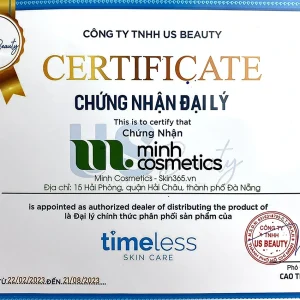 Beauty
CÔNG TY TNHH US BEAUTY
CERTIFICATE
CHỨNG NHẬN ĐẠI LÝ
This is to certify that
Chứng Nhận
minh
cosmetics
Minh Cosmetics - Skin365.vn
Địa chỉ: 15 Hải Phòng, quận Hải Châu, thành phố Đà Nẵng
is appointed as authorized dealer of distributing the product of
là Đại lý chính thức phân phối sản phẩm của
timeless
SKIN CARE
TỪ 22/02/2023 ĐẾN 21/08/2023
CÔNG TY
TNHH
US BEAUTY
Phó
CAO TH